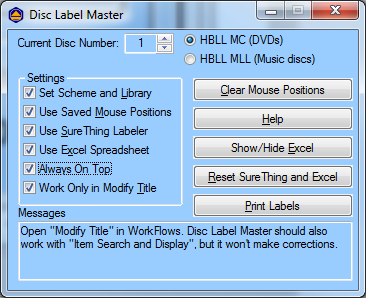 Disc Label Master
Current Disc Number: 1
HBLL MC (DVDs)
HBLL MLL (Music discs)
Settings
Set Scheme and Library
Use Saved Mouse Positions
Use SureThing Labeler
Use Excel Spreadsheet
Always On Top
Work Only in Modify Title
Clear Mouse Positions
Help
Show/Hide Excel
Reset SureThing and Excel
Print Labels
Messages
Open "Modify Title" in WorkFlows. Disc Label Master should also
work with "Item Search and Display", but it won't make corrections.